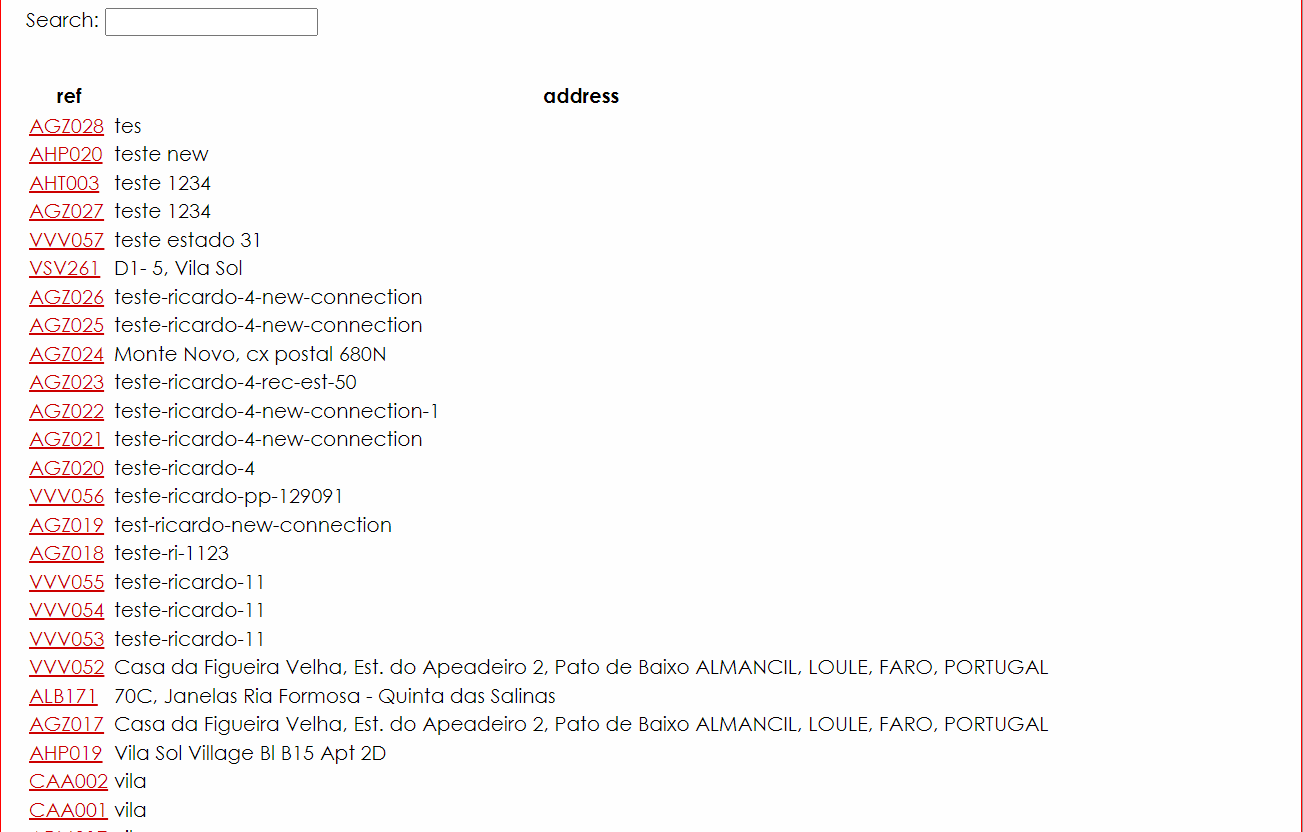 Search:
ref address
AGZ028 tes
AHP020 teste new
AHT003 teste 1234
AGZ027 teste 1234
VVV057 teste estado 31
VSV261 D1- 5, Vila Sol
AGZ026 teste-ricardo-4-new-connection
AGZ025 teste-ricardo-4-new-connection
AGZ024 Monte Novo, cx postal 680N
AGZ023 teste-ricardo-4-rec-est-50
AGZ022 teste-ricardo-4-new-connection-1
AGZ021 teste-ricardo-4-new-connection
AGZ020 teste-ricardo-4
VVV056 teste-ricardo-pp-129091
AGZ019 test-ricardo-new-connection
AGZ018 teste-ri-1123
VVV055 teste-ricardo-11
VVV054 teste-ricardo-11
VVV053 teste-ricardo-11
VVV052 Casa da Figueira Velha, Est. do Apeadeiro 2, Pato de Baixo ALMANCIL, LOULE, FARO, PORTUGAL
ALB171 70C, Janelas Ria Formosa - Quinta das Salinas
AGZ017 Casa da Figueira Velha, Est. do Apeadeiro 2, Pato de Baixo ALMANCIL, LOULE, FARO, PORTUGAL
AHP019 Vila Sol Village Bl B15 Apt 2D
CAA002 vila
CAA001 vila